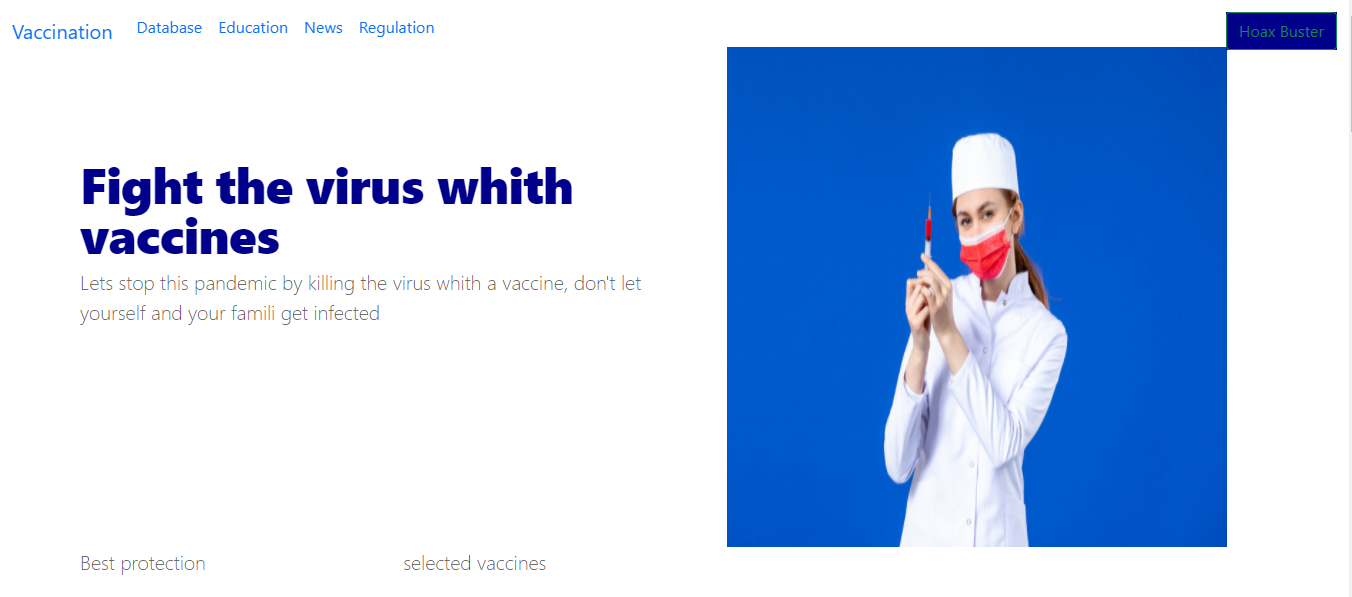 Vaccination Database Education News Regulation Hoax Buster
Fight the virus whith
vaccines
Lets stop this pandemic by killing the virus whith a vaccine, don't let
yourself and your famili get infected
Best protection selected vaccines